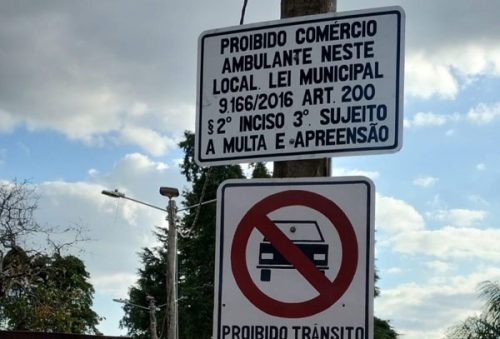 PROIBIDO COMÉRCIO
AMBULANTE NESTE
LOCAL. LEI MUNICIPAL
9.166/2016 ART. 200
§ 2° INCISO 3°. SUJEITO
A MULTA E APREENSÃO
PROIBIDO TRÂNSITO